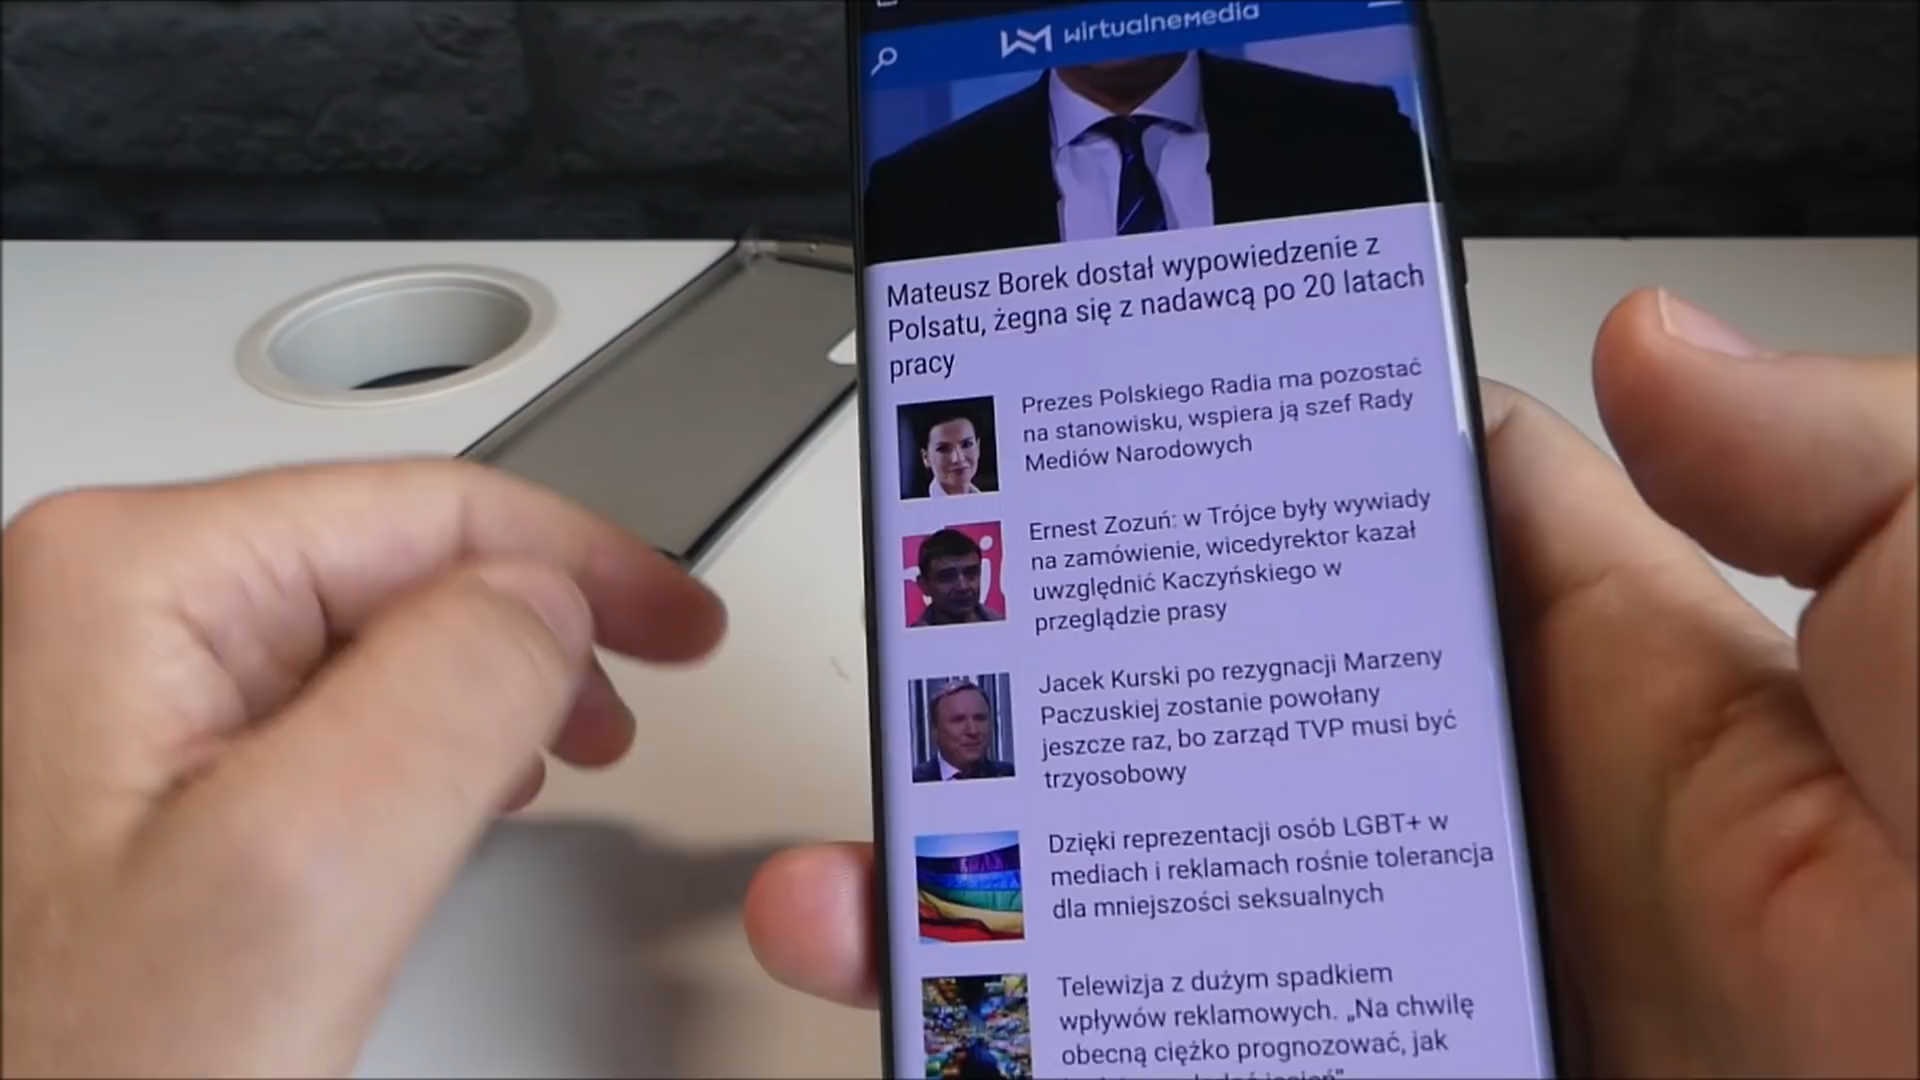 wirtualnemedia
Mateusz Borek dostał wypowiedzenie z
Polsatu, żegna się z nadawcą po 20 latach
pracy
Prezes Polskiego Radia ma pozostać
na stanowisku, wspiera ją szef Rady
Mediów Narodowych
Ernest Zozuń: w Trójce były wywiady
na zamówienie, wicedyrektor kazał
uwzględnić Kaczyńskiego w
przeglądzie prasy
Jacek Kurski po rezygnacji Marzeny
Paczuskiej zostanie powołany
jeszcze raz, bo zarząd TVP musi być
trzyosobowy
Dzięki reprezentacji osób LGBT+ w
mediach i reklamach rośnie tolerancja
dla mniejszości seksualnych
Telewizja z dużym spadkiem
wpływów reklamowych. „Na chwilę
obecną ciężko prognozować, jak